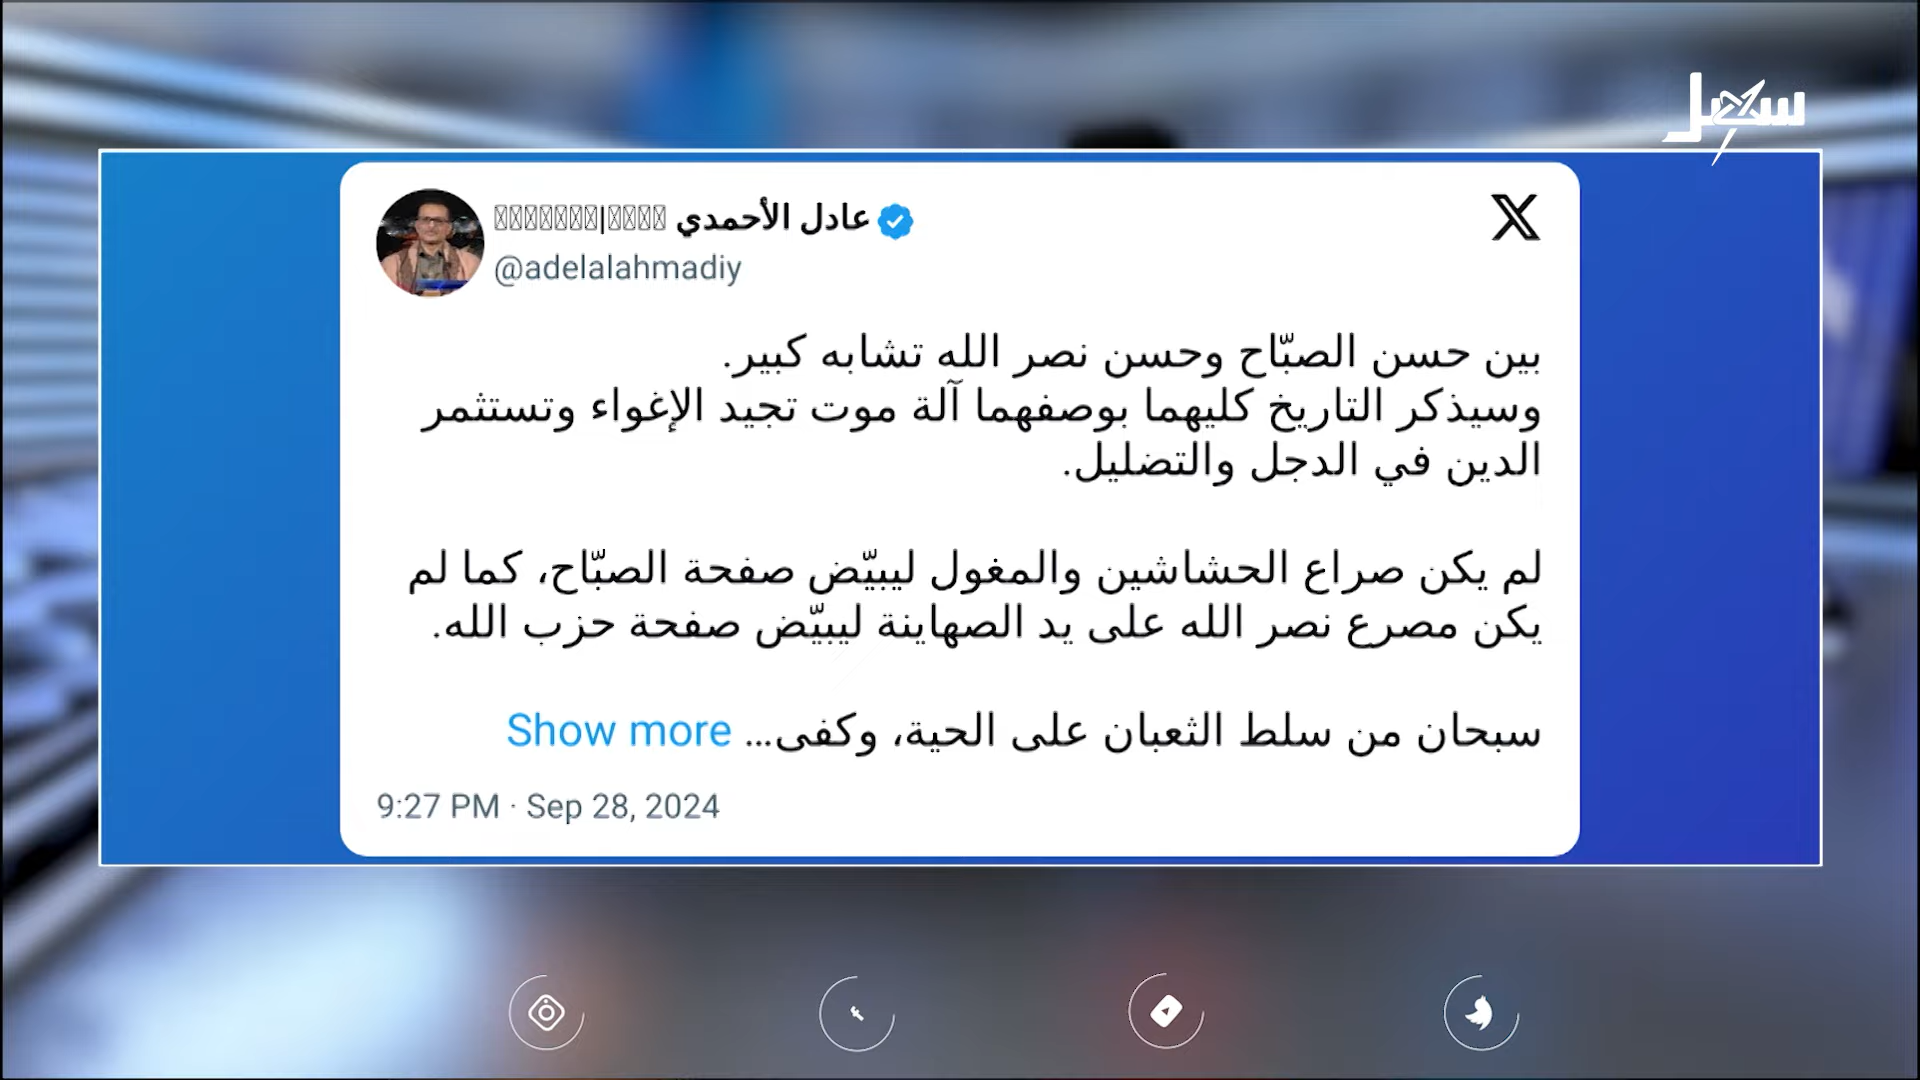 سهيل
عادل الأحمدي
@adelalahmadiy
بين حسن الصبّاح وحسن نصر الله تشابه كبير.
وسيذكر التاريخ كليهما بوصفهما آلة موت تجيد الإغواء وتستثمر
الدين في الدجل والتضليل.
لم يكن صراع الحشاشين والمغول ليبيّض صفحة الصبّاح، كما لم
يكن مصرع نصر الله على يد الصهاينة ليبيّض صفحة حزب الله.
سبحان من سلط الثعبان على الحية، وكفى... Show more
9:27 PM · Sep 28, 2024